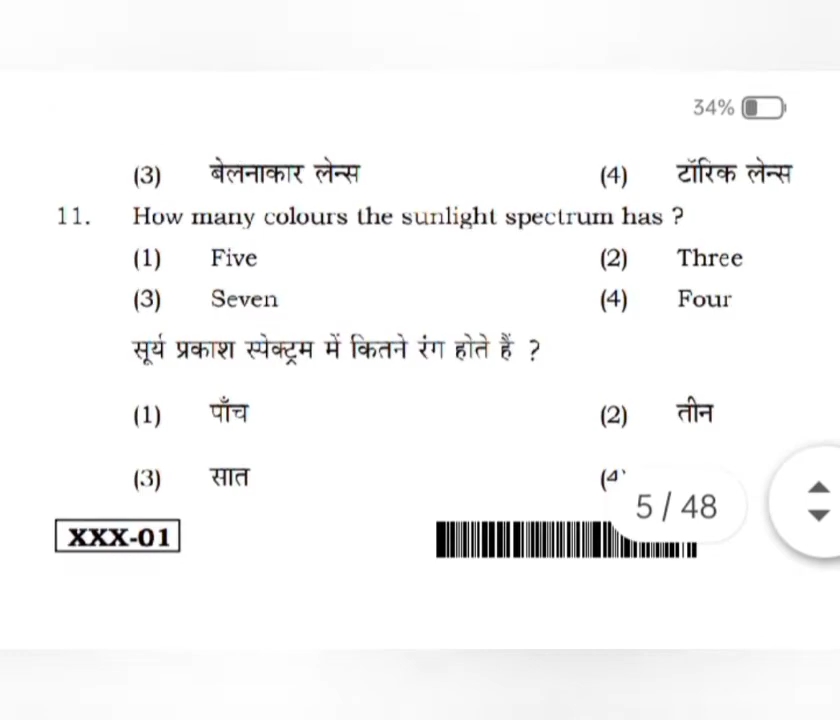 34%
(3) बेलनाकार लेन्स (4) टॉरिक लेन्स
11. How many colours the sunlight spectrum has ?
(1) Five (2) Three
(3) Seven (4) Four
सूर्य प्रकाश स्पेक्ट्रम में कितने रंग होते हैं ?
(1) पाँच (2) तीन
(3) सात (4)
5 / 48
XXX-01